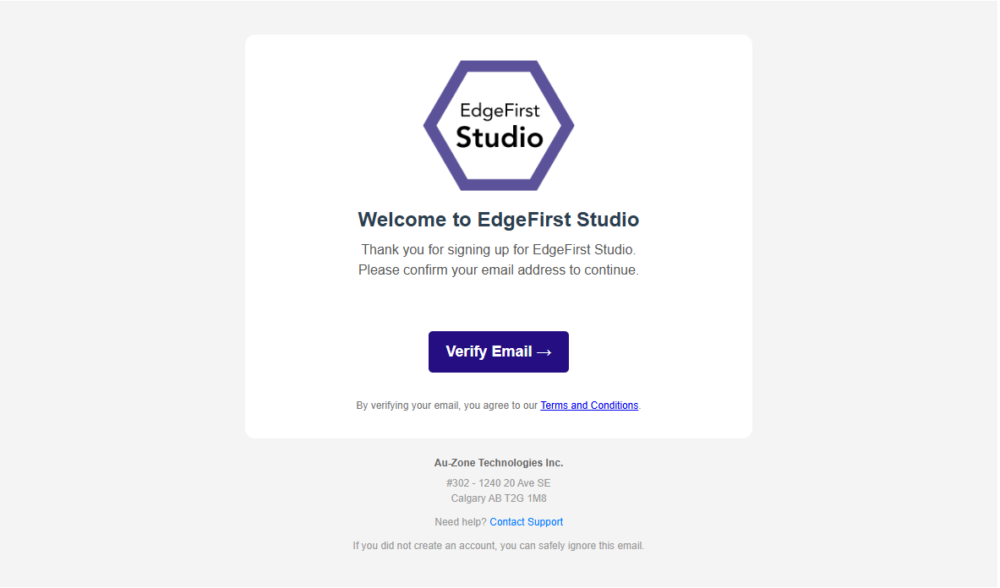 EdgeFirst
Studio
Welcome to EdgeFirst Studio
Thank you for signing up for EdgeFirst Studio.
Please confirm your email address to continue.
Verify Email →
By verifying your email, you agree to our Terms and Conditions.
Au-Zone Technologies Inc.
#302 - 1240 20 Ave SE
Calgary AB T2G 1M8
Need help? Contact Support
If you did not create an account, you can safely ignore this email.